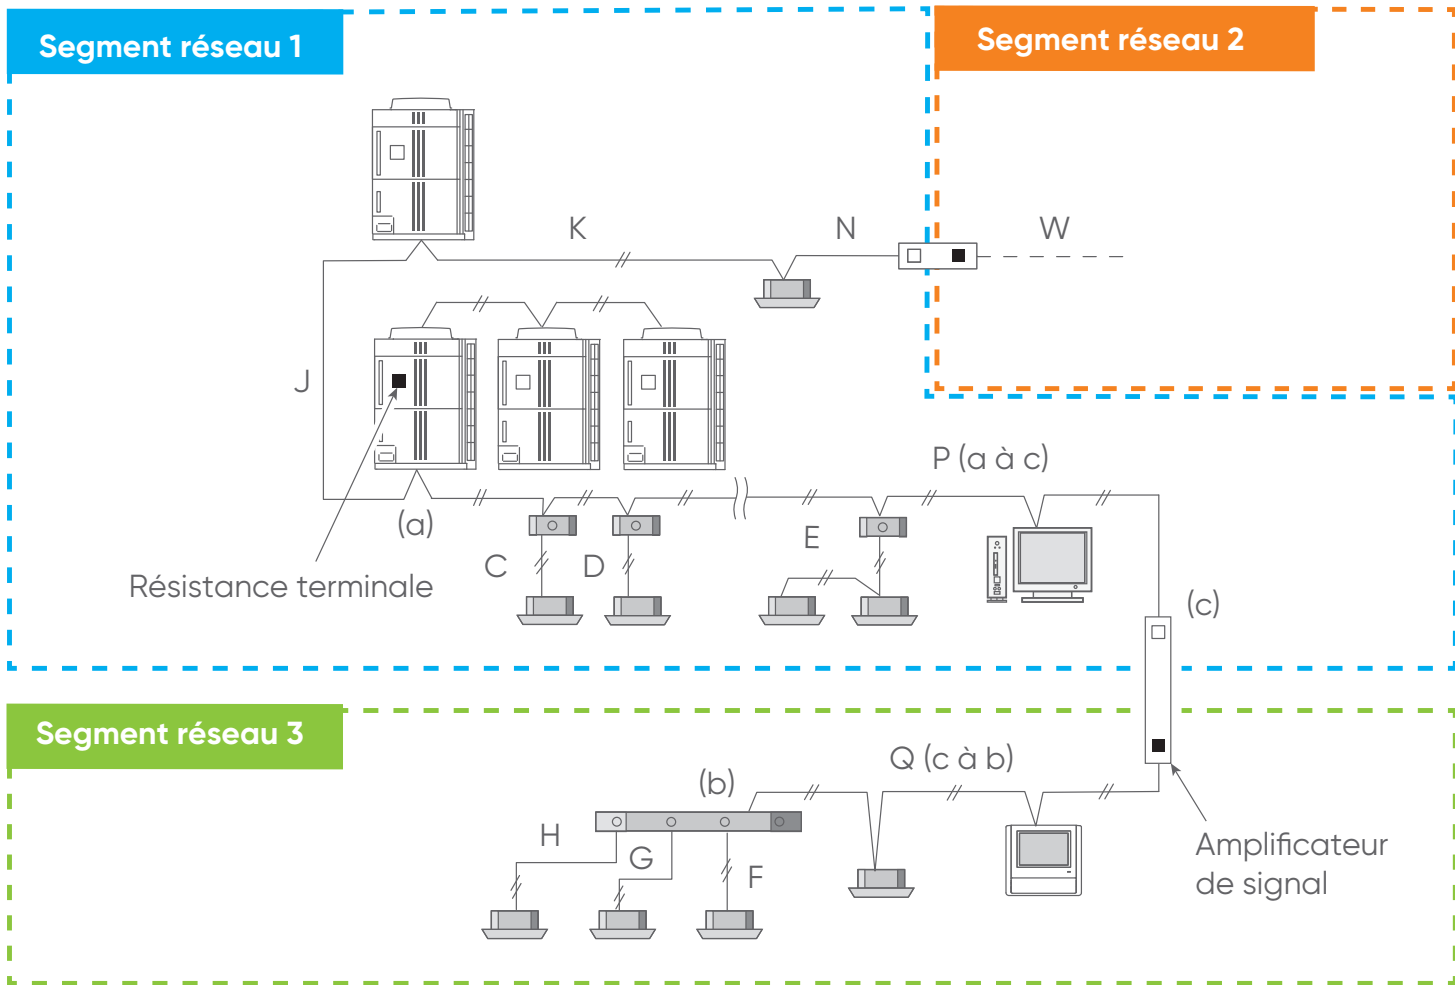 Segment réseau 1
Segment réseau 2
K
N
W
J
P (a à c)
(a)
C
D
E
Résistance terminale
(c)
Segment réseau 3
Q (c à b)
(b)
H
G
F
Amplificateur
de signal